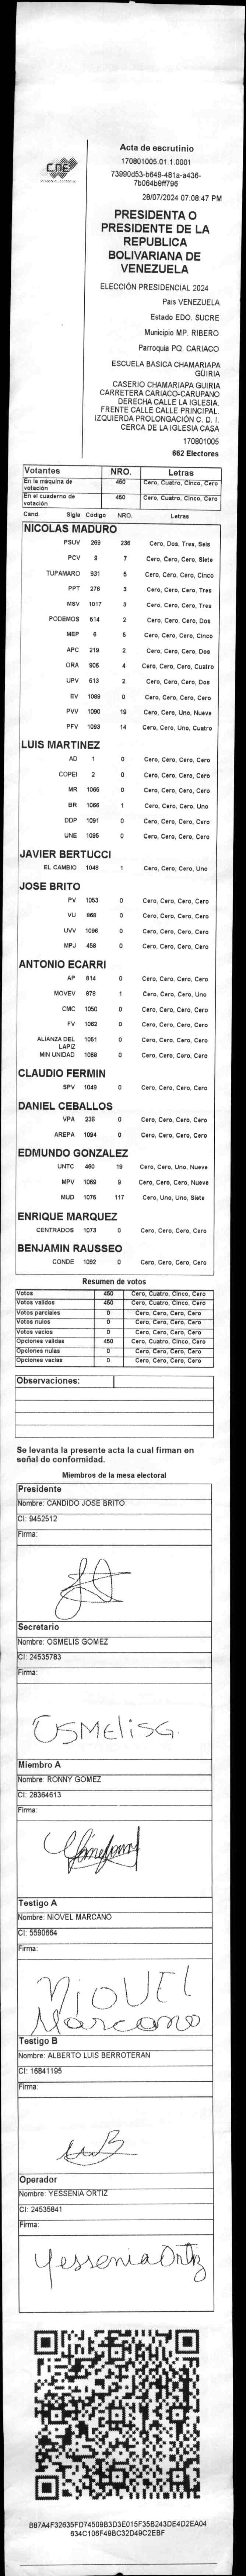 CNE
Acta de escrutinio
170801005.01.1.0001
73990d53-b649-481a-a436-
7b064b9ff796
28/07/2024 07:08:47 PM
PRESIDENTA O
PRESIDENTE DE LA
REPUBLICA
BOLIVARIANA DE
VENEZUELA
ELECCIÓN PRESIDENCIAL 2024
Pais VENEZUELA
Estado EDO. SUCRE
Municipio MP. RIBERO
Parroquia PQ. CARIACO
ESCUELA BASICA CHAMARIAPA
GÜIRIA
CASERIO CHAMARIAPA GUIRIA
CARRETERA CARIACO-CARUPANO
DERECHA CALLE LA IGLESIA.
FRENTE CALLE CALLE PRINCIPAL.
IZQUIERDA PROLONGACIÓN C. D. I.
CERCA DE LA IGLESIA CASA
170801005
662 Electores
Votantes NRO. Letras
En la máquina de votación 450 Cero, Cuatro, Cinco, Cero
En el cuaderno de votación 450 Cero, Cuatro, Cinco, Cero
Cand. Sigla Código NRO. Letras
NICOLAS MADURO
PSUV 269 236 Cero, Dos, Tres, Seis
PCV 9 7 Cero, Cero, Cero, Siete
TUPAMARO 931 5 Cero, Cero, Cero, Cinco
PPT 276 3 Cero, Cero, Cero, Tres
MSV 1017 3 Cero, Cero, Cero, Tres
PODEMOS 614 2 Cero, Cero, Cero, Dos
MEP 6 5 Cero, Cero, Cero, Cinco
APC 219 2 Cero, Cero, Cero, Dos
ORA 906 4 Cero, Cero, Cero, Cuatro
UPV 513 2 Cero, Cero, Cero, Dos
EV 1089 0 Cero, Cero, Cero, Cero
PVV 1090 19 Cero, Cero, Uno, Nueve
PFV 1093 14 Cero, Cero, Uno, Cuatro
LUIS MARTINEZ
AD 1 0 Cero, Cero, Cero, Cero
COPEI 2 0 Cero, Cero, Cero, Cero
MR 1065 0 Cero, Cero, Cero, Cero
BR 1066 1 Cero, Cero, Cero, Uno
DDP 1091 0 Cero, Cero, Cero, Cero
UNE 1095 0 Cero, Cero, Cero, Cero
JAVIER BERTUCCI
EL CAMBIO 1048 1 Cero, Cero, Cero, Uno
JOSE BRITO
PV 1053 0 Cero, Cero, Cero, Cero
VU 969 0 Cero, Cero, Cero, Cero
UVV 1096 0 Cero, Cero, Cero, Cero
MPJ 458 0 Cero, Cero, Cero, Cero
ANTONIO ECARRI
AP 814 0 Cero, Cero, Cero, Cero
MOVEV 878 1 Cero, Cero, Cero, Uno
CMC 1050 0 Cero, Cero, Cero, Cero
FV 1062 0 Cero, Cero, Cero, Cero
ALIANZA DEL LAPIZ 1051 0 Cero, Cero, Cero, Cero
MIN UNIDAD 1068 0 Cero, Cero, Cero, Cero
CLAUDIO FERMIN
SPV 1049 0 Cero, Cero, Cero, Cero
DANIEL CEBALLOS
VPA 236 0 Cero, Cero, Cero, Cero
AREPA 1094 0 Cero, Cero, Cero, Cero
EDMUNDO GONZALEZ
UNTC 460 19 Cero, Cero, Uno, Nueve
MPV 1069 9 Cero, Cero, Cero, Nueve
MUD 1075 117 Cero, Uno, Uno, Siete
ENRIQUE MARQUEZ
CENTRADOS 1073 0 Cero, Cero, Cero, Cero
BENJAMIN RAUSSEO
CONDE 1092 0 Cero, Cero, Cero, Cero
Resumen de votos
Votos 450 Cero, Cuatro, Cinco, Cero
Votos validos 450 Cero, Cuatro, Cinco, Cero
Votos parciales 0 Cero, Cero, Cero, Cero
Votos nulos 0 Cero, Cero, Cero, Cero
Votos vacios 0 Cero, Cero, Cero, Cero
Opciones validas 450 Cero, Cuatro, Cinco, Cero
Opciones nulas 0 Cero, Cero, Cero, Cero
Opciones vacias 0 Cero, Cero, Cero, Cero
Observaciones:
Se levanta la presente acta la cual firman en
señal de conformidad.
Miembros de la mesa electoral
Presidente
Nombre: CANDIDO JOSE BRITO
CI: 9452512
Firma:
Secretario
Nombre: OSMELIS GOMEZ
CI: 24535783
Firma:
OSMElisG.
Miembro A
Nombre: RONNY GOMEZ
CI: 28364613
Firma:
Testigo A
Nombre: NIOVEL MARCANO
CI: 5590664
Firma:
NioVEl
Marcano
Testigo B
Nombre: ALBERTO LUIS BERROTERAN
CI: 16841195
Firma:
Operador
Nombre: YESSENIA ORTIZ
CI: 24535841
Firma:
Yessenia Ortiz
B87A4F32635FD74509B3D3E015F35B243DE4D2EA04
634C106F49BC32D49C2EBF